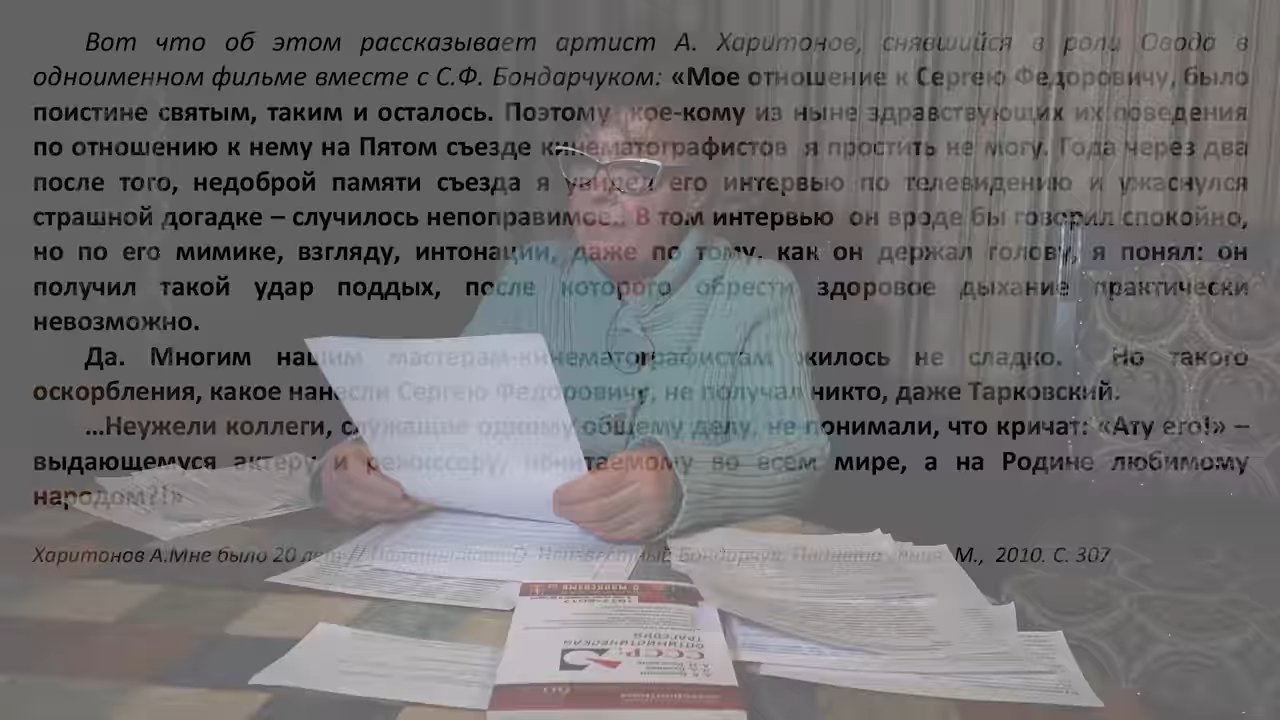 Вот что об этом рассказывает артист А. Харитонов, снявшийся в роли Овода в
одноименном фильме вместе с С.Ф. Бондарчуком: «Мое отношение к Сергею Федоровичу, было
поистине святым, таким и осталось. Поэтому кое-кому из ныне здравствующих их поведения
по отношению к нему на Пятом съезде кинематографистов я простить не могу. Года через два
после того, недоброй памяти съезда я увидел его интервью по телевидению и ужаснулся
страшной догадке – случилось непоправимое.. В том интервью он вроде бы говорил спокойно,
но по его мимике, взгляду, интонации, даже по тому, как он держал голову, я понял: он
получил такой удар поддых, после которого обрести здоровое дыхание практически
невозможно.
Да. Многим нашим мастерам-кинематографистам жилось не сладко. Но такого
оскорбления, какое нанесли Сергею Федоровичу, не получал никто, даже Тарковский.
…Неужели коллеги, служащие одному общему делу, не понимали, что кричат: «Ату его!» –
выдающемуся актеру и режиссеру, почитаемому во всем мире, а на Родине любимому
народом?!»
Харитонов А.Мне было 20 лет // Неизвестный Бондарчук. М., 2010. С. 307
СССР
ОПТИМИСТИЧЕСКАЯ
ТРАГЕДИЯ